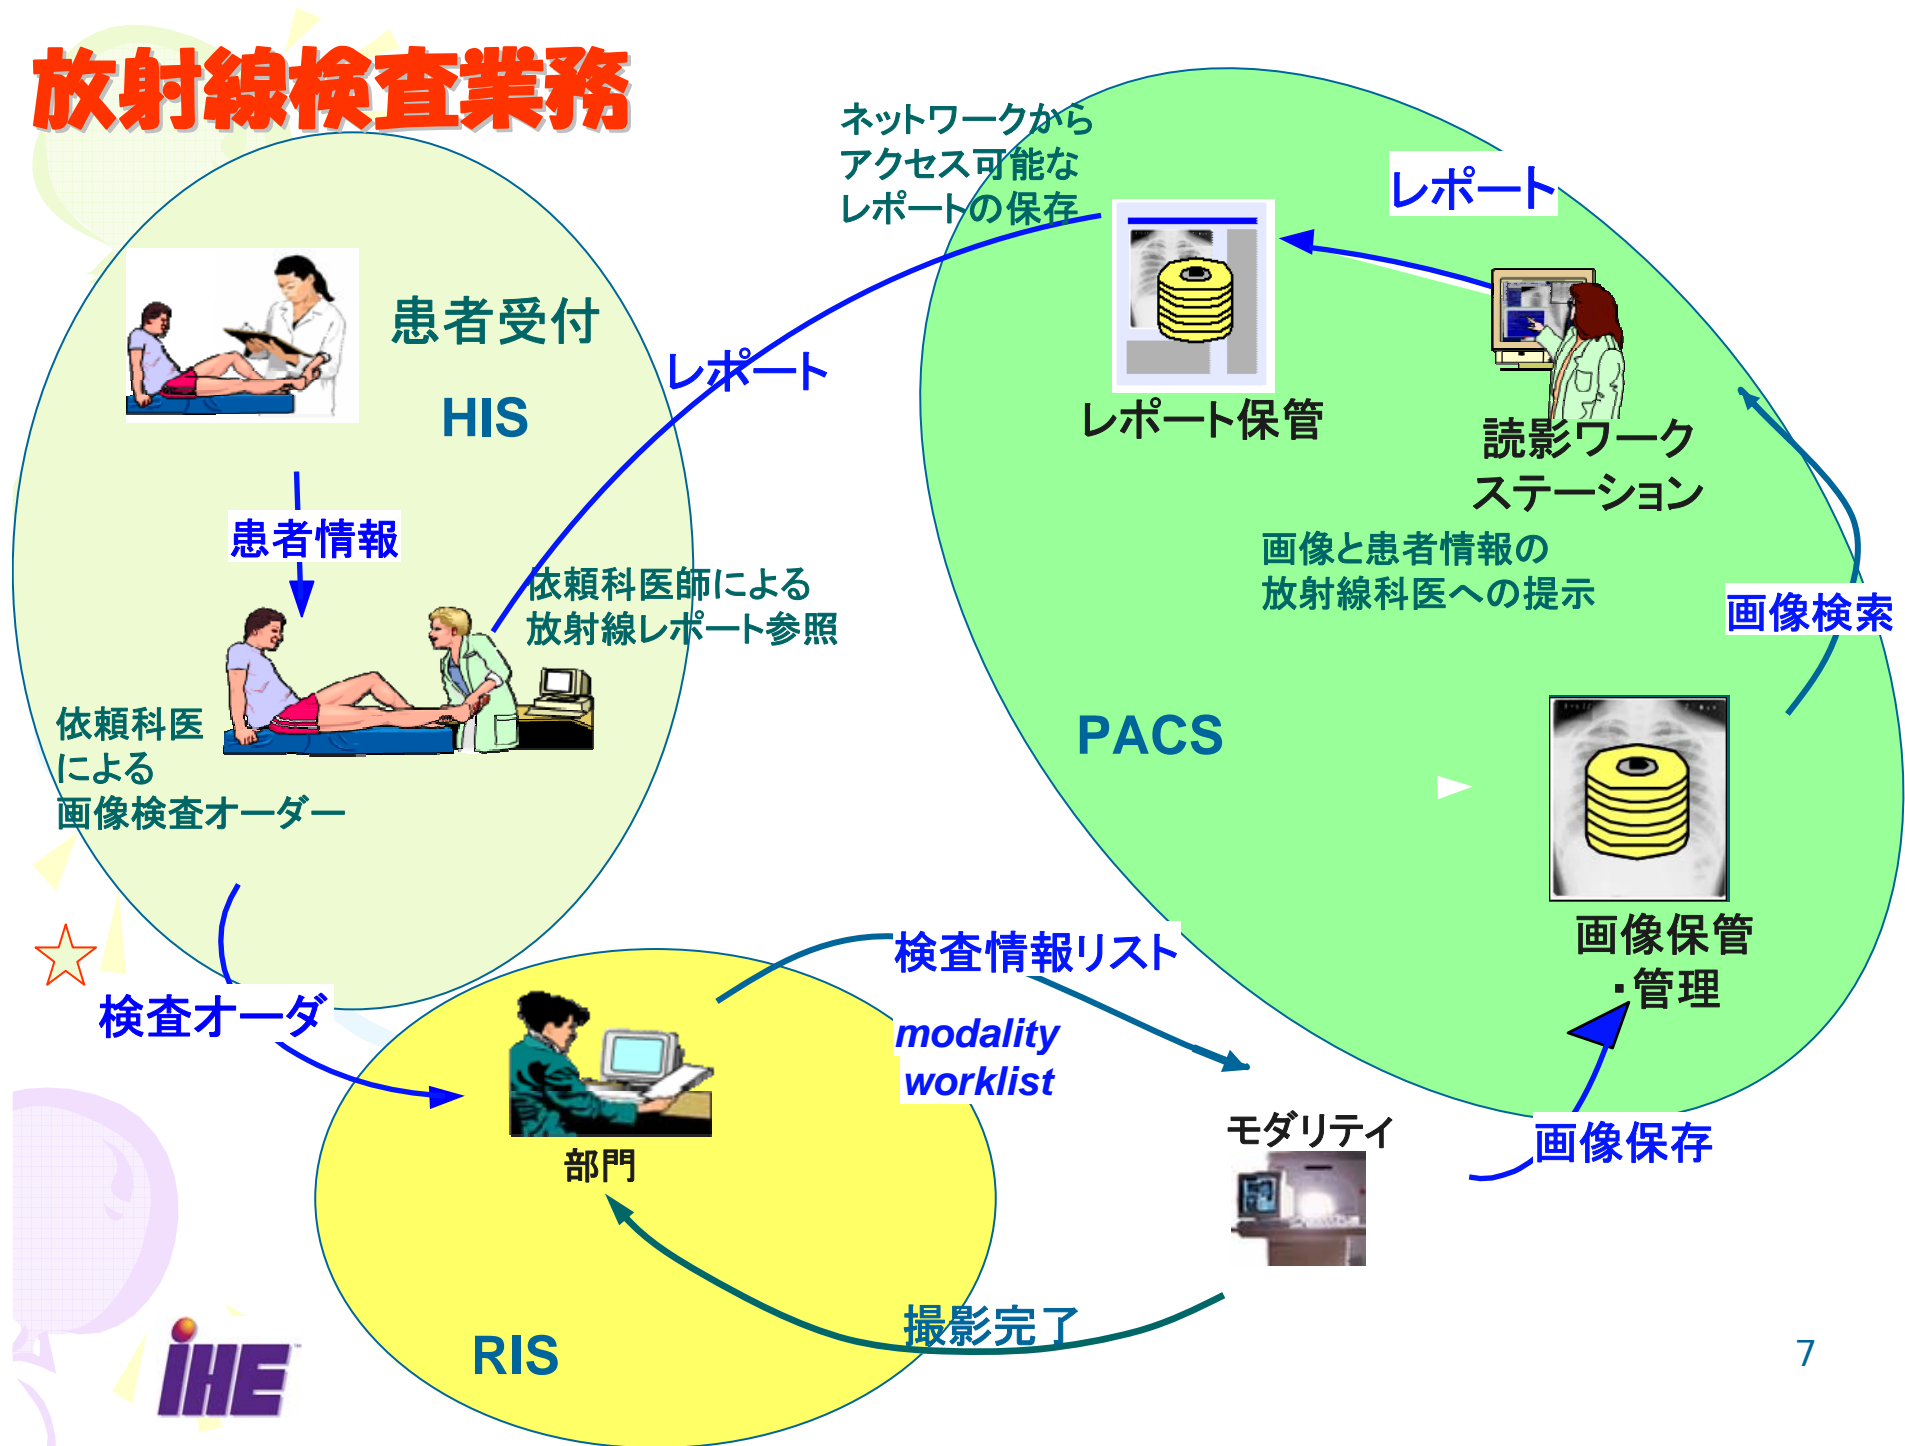 放射線検査業務
ネットワークから
アクセス可能な
レポートの保存
レポート
患者受付
HIS
レポート
レポート保管
読影ワーク
ステーション
患者情報
画像と患者情報の
放射線科医への提示
依頼科医師による
放射線レポート参照
画像検索
依頼科医
による
画像検査オーダー
PACS
画像保管
・管理
検査情報リスト
検査オーダ
modality
worklist
モダリティ
画像保存
部門
撮影完了
RIS
IHE
7